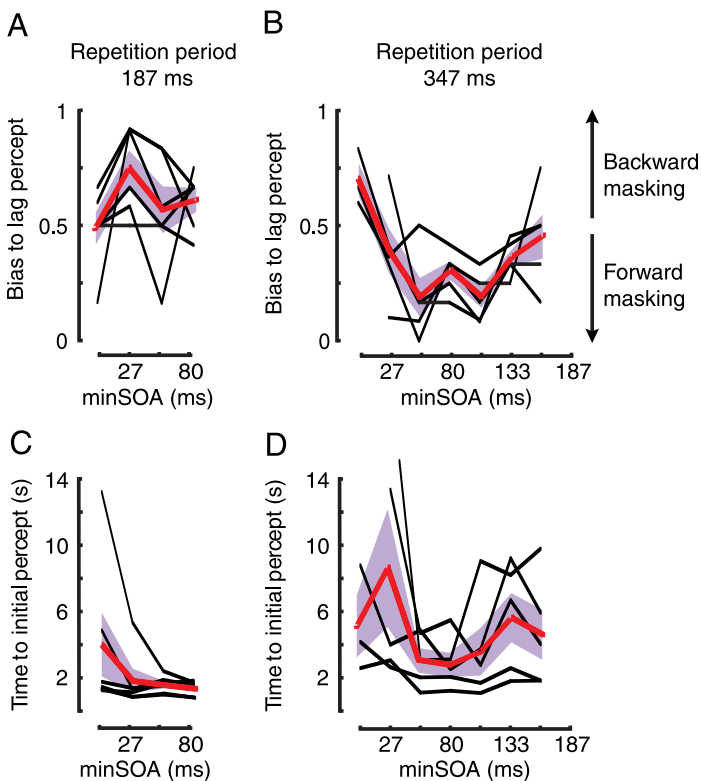 A
Repetition period
187 ms
Bias to lag percept
1
0.5
0
27
80
minSOA (ms)
B
Repetition period
347 ms
Bias to lag percept
1
0.5
0
27
80
133
187
minSOA (ms)
Backward
masking
Forward
masking
C
Time to initial percept (s)
14
10
6
2
27
80
minSOA (ms)
D
Time to initial percept (s)
14
10
6
2
27
80
133
187
minSOA (ms)